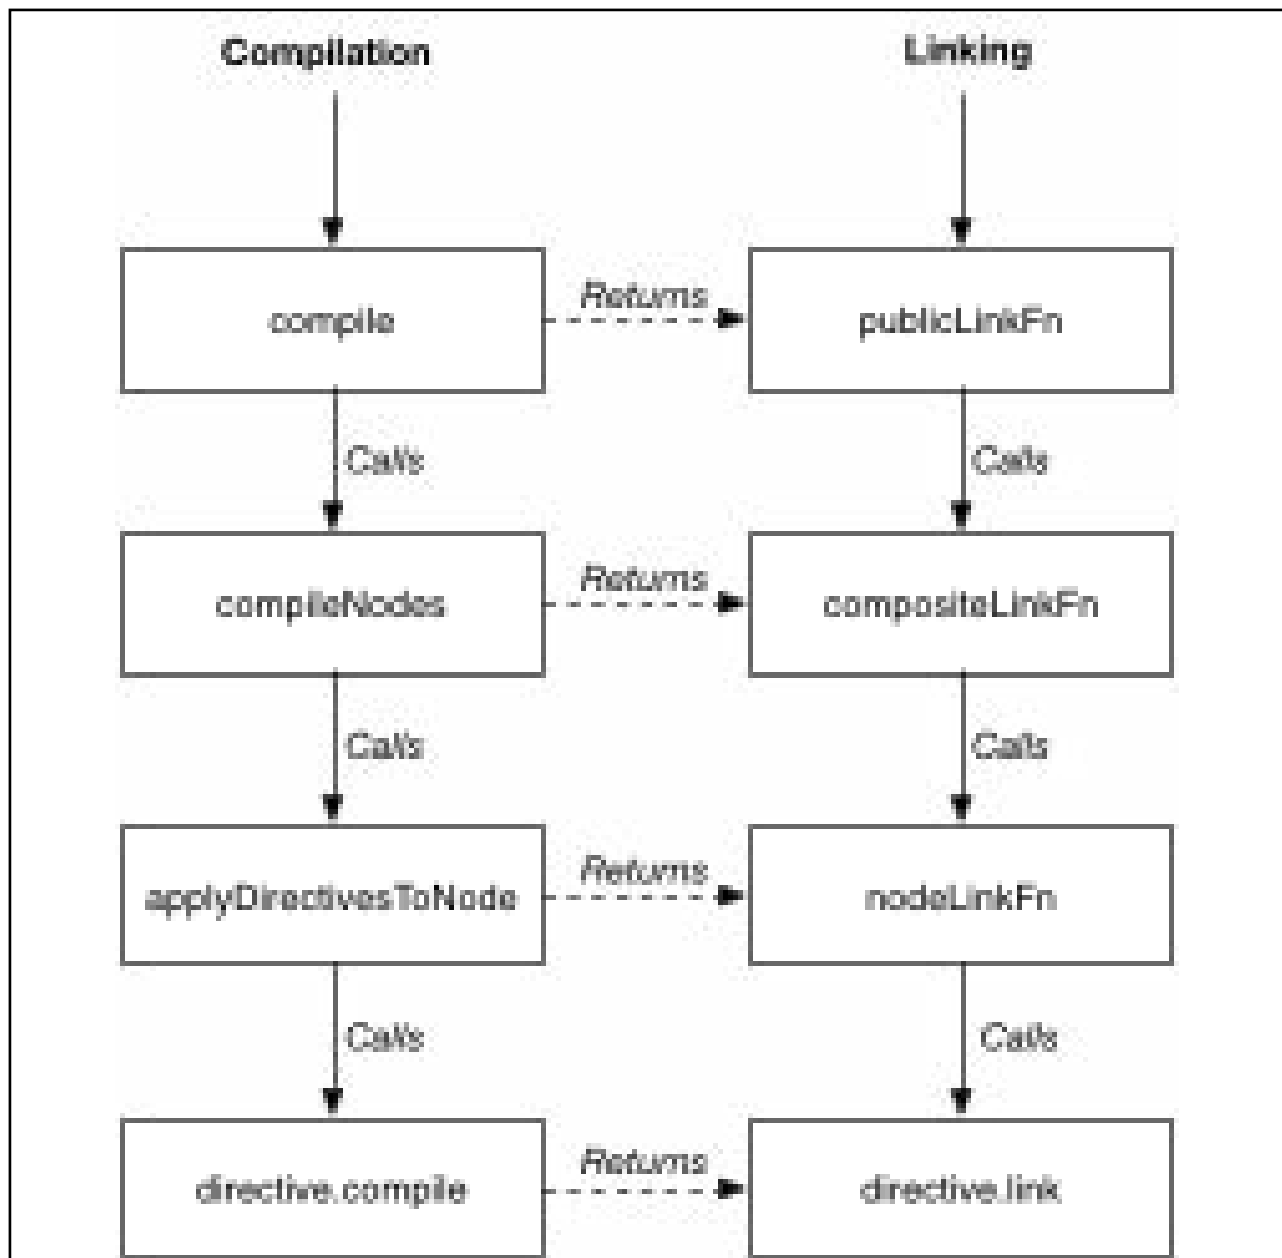 Compilation
Linking
compile
Returns
publicLinkFn
Calls
Calls
compileNodes
Returns
compositeLinkFn
Calls
Calls
applyDirectivesToNode
Returns
nodeLinkFn
Calls
Calls
directive.compile
Returns
directive.link